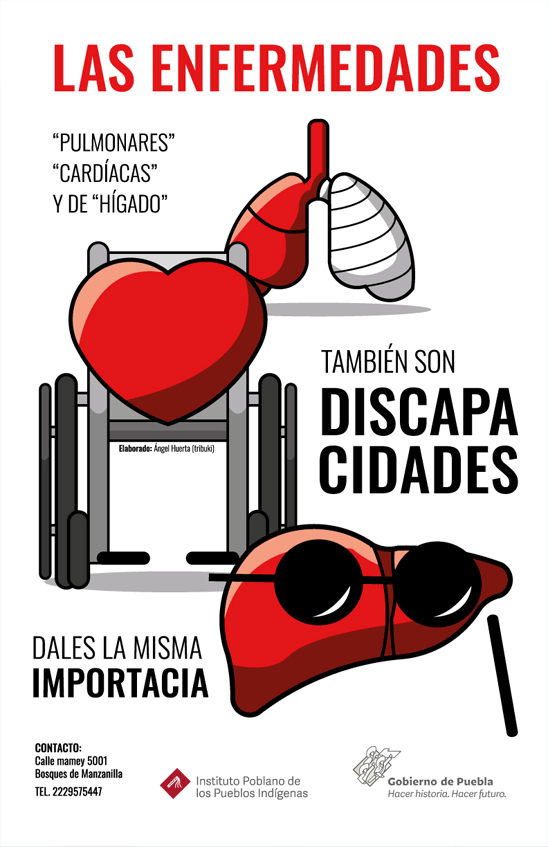 LAS ENFERMEDADES
“PULMONARES”
“CARDÍACAS”
Y DE “HÍGADO”
TAMBIÉN SON
DISCAPA
CIDADES
Elaborado: Ángel Huerta (tribuki)
DALES LA MISMA
IMPORTACIA
CONTACTO:
Calle mamey 5001
Bosques de Manzanilla
TEL. 2229575447
Instituto Poblano de
los Pueblos Indígenas
Gobierno de Puebla
Hacer historia. Hacer futuro.